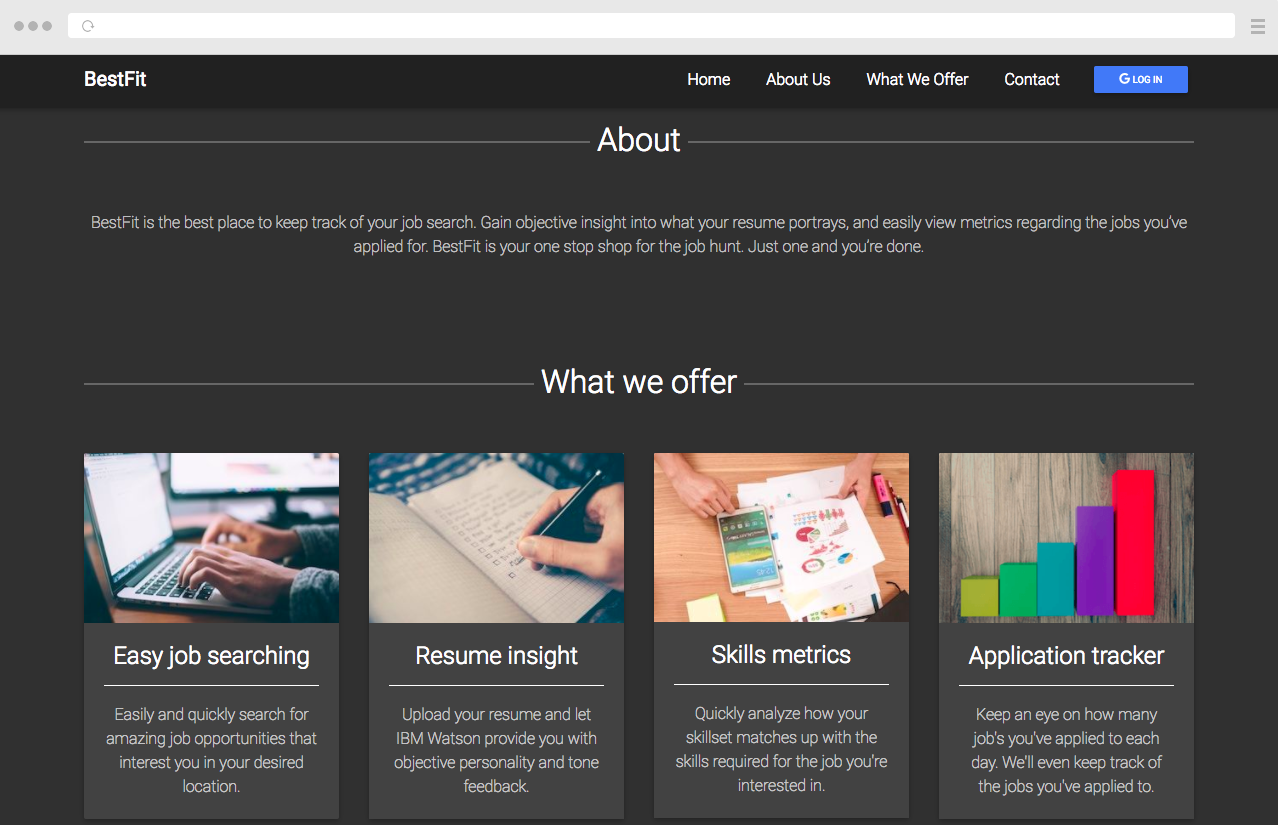 BestFit
Home
About Us
What We Offer
Contact
G LOG IN
About
BestFit is the best place to keep track of your job search. Gain objective insight into what your resume portrays, and easily view metrics regarding the jobs you’ve
applied for. BestFit is your one stop shop for the job hunt. Just one and you’re done.
What we offer
Easy job searching
Easily and quickly search for
amazing job opportunities that
interest you in your desired
location.
Resume insight
Upload your resume and let
IBM Watson provide you with
objective personality and tone
feedback.
Skills metrics
Quickly analyze how your
skillset matches up with the
skills required for the job you're
interested in.
Application tracker
Keep an eye on how many
job's you've applied to each
day. We'll even keep track of
the jobs you've applied to.